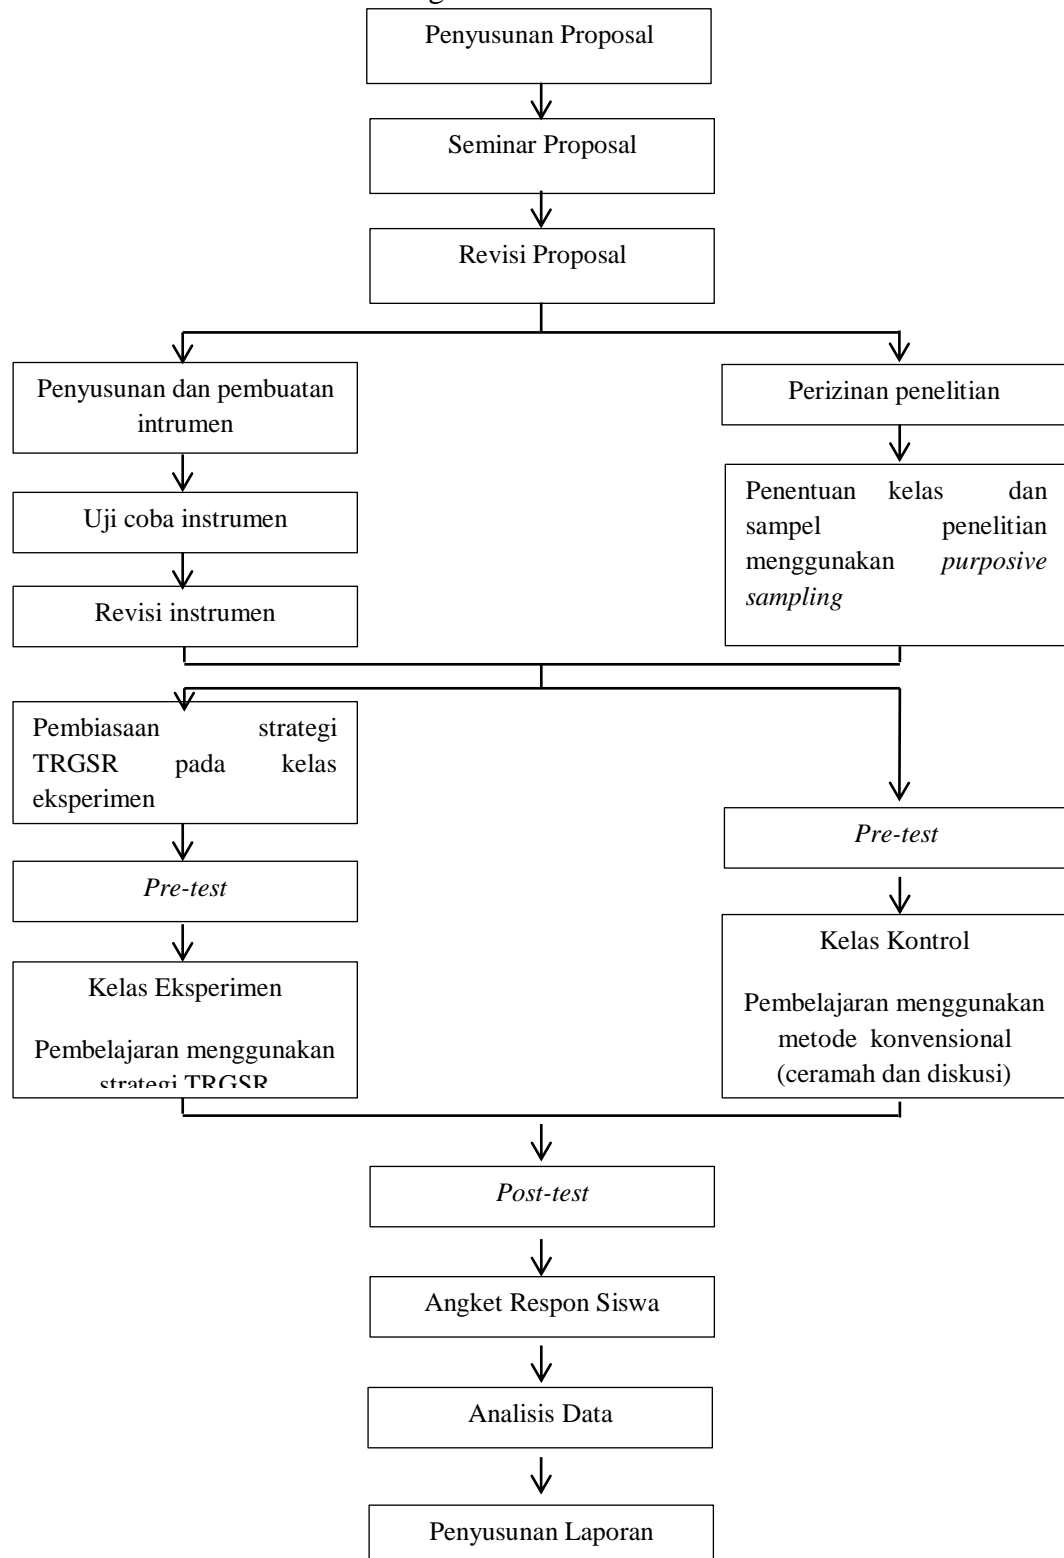 Penyusunan Proposal
Seminar Proposal
Revisi Proposal
Penyusunan dan pembuatan
intrumen
Uji coba instrumen
Revisi instrumen
Perizinan penelitian
Penentuan kelas dan
sampel penelitian
menggunakan purposive
sampling
Pembiasaan strategi
TRGSR pada kelas
eksperimen
Pre-test
Kelas Eksperimen
Pembelajaran menggunakan
strategi TRGSR
Pre-test
Kelas Kontrol
Pembelajaran menggunakan
metode konvensional
(ceramah dan diskusi)
Post-test
Angket Respon Siswa
Analisis Data
Penyusunan Laporan